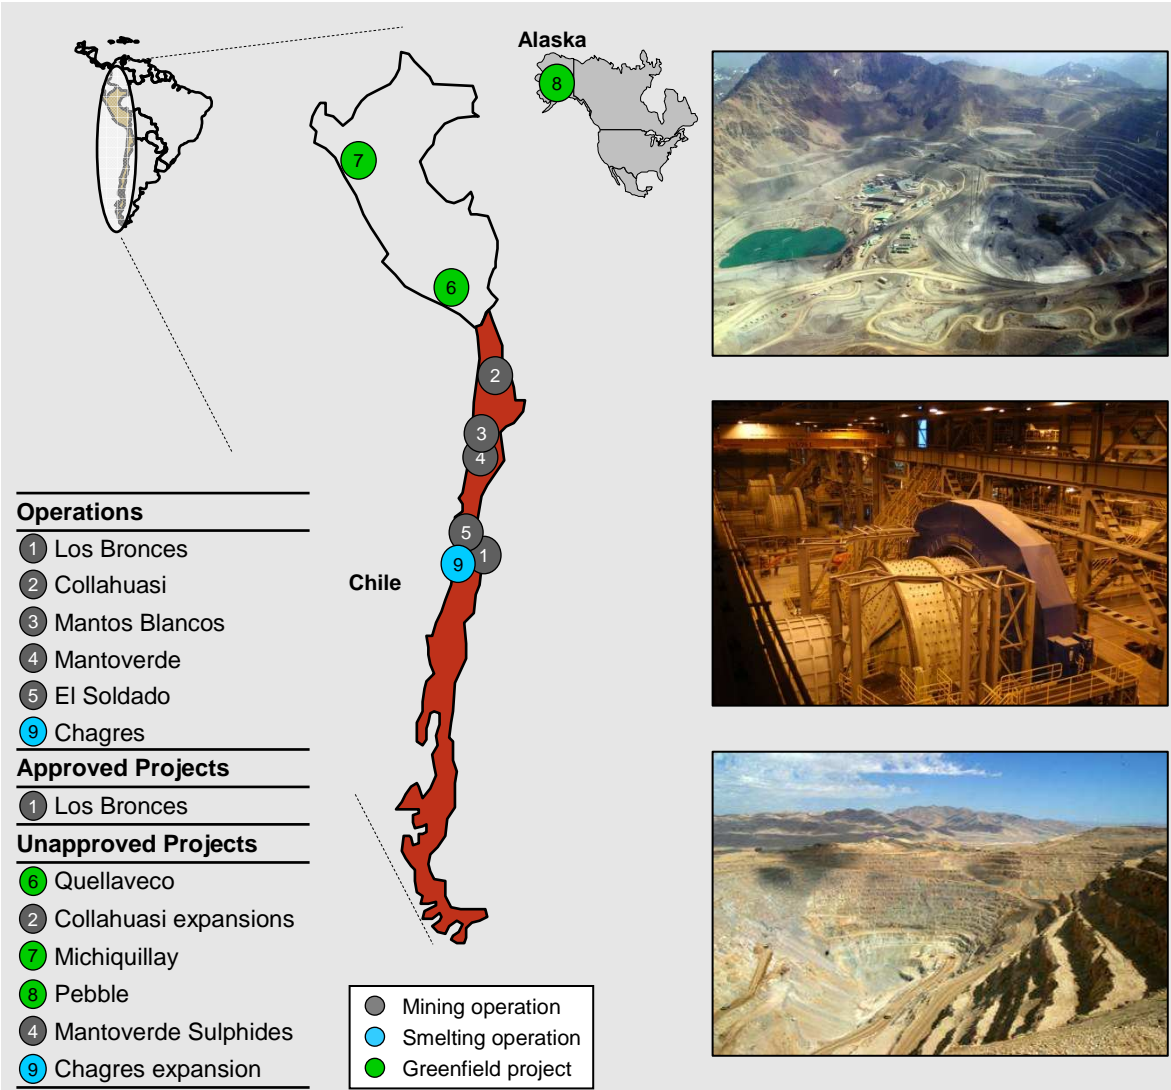 Alaska
8
7
6
2
3
4
5
1
9
Chile
Operations
1 Los Bronces
2 Collahuasi
3 Mantos Blancos
4 Mantoverde
5 El Soldado
9 Chagres
Approved Projects
1 Los Bronces
Unapproved Projects
6 Quellaveco
2 Collahuasi expansions
7 Michiquillay
8 Pebble
4 Mantoverde Sulphides
9 Chagres expansion
Mining operation
Smelting operation
Greenfield project